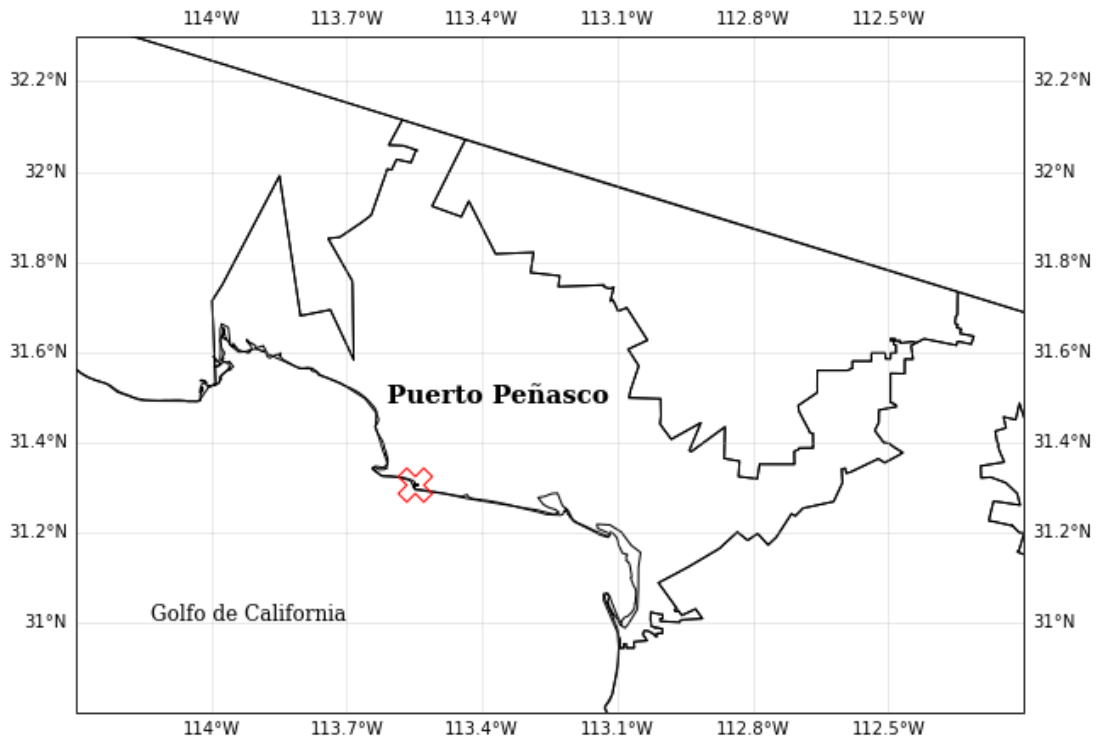 114°W 113.7°W 113.4°W 113.1°W 112.8°W 112.5°W
32.2°N 32.2°N
32°N 32°N
31.8°N 31.8°N
31.6°N 31.6°N
Puerto Peñasco
31.4°N 31.4°N
31.2°N 31.2°N
Golfo de California
31°N 31°N
114°W 113.7°W 113.4°W 113.1°W 112.8°W 112.5°W